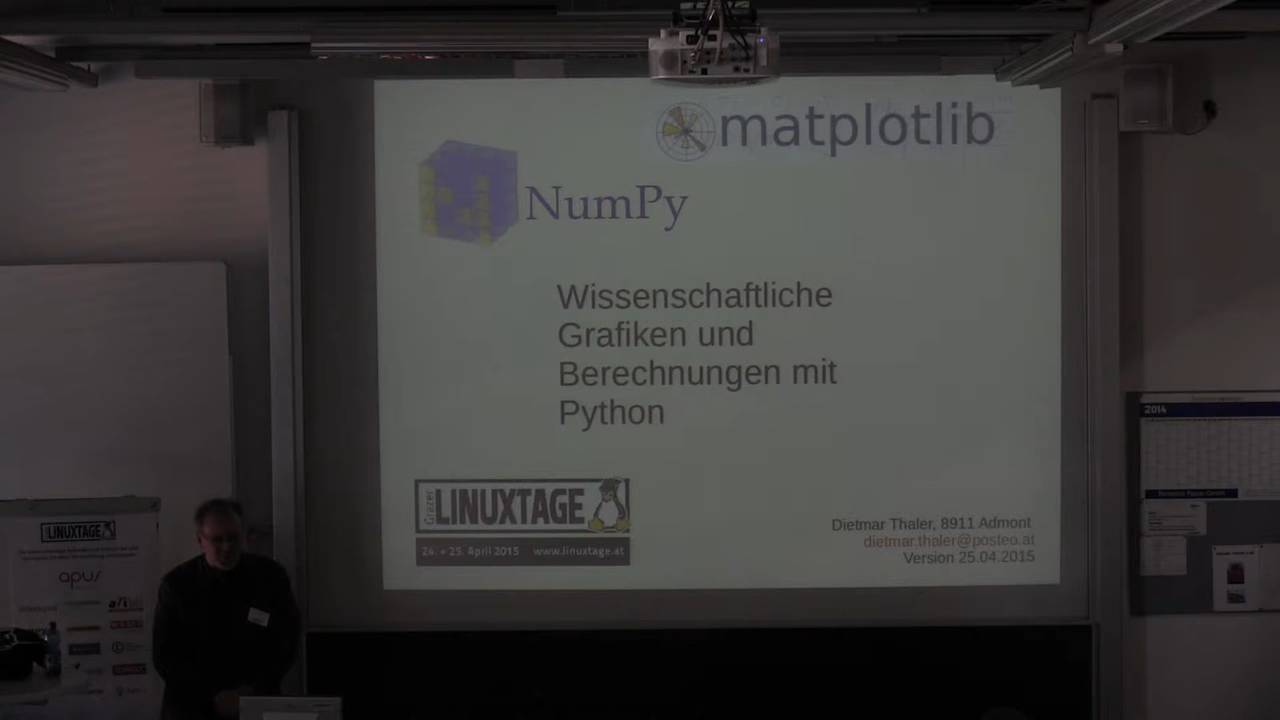 matplotlib
NumPy
Wissenschaftliche
Grafiken und
Berechnungen mit
Python
Grazer
LINUXTAGE
24. + 25. April 2015 www.linuxtage.at
Dietmar Thaler, 8911 Admont
dietmar.thaler@posteo.at
Version 25.04.2015
2014
LINUXTAGE
apus